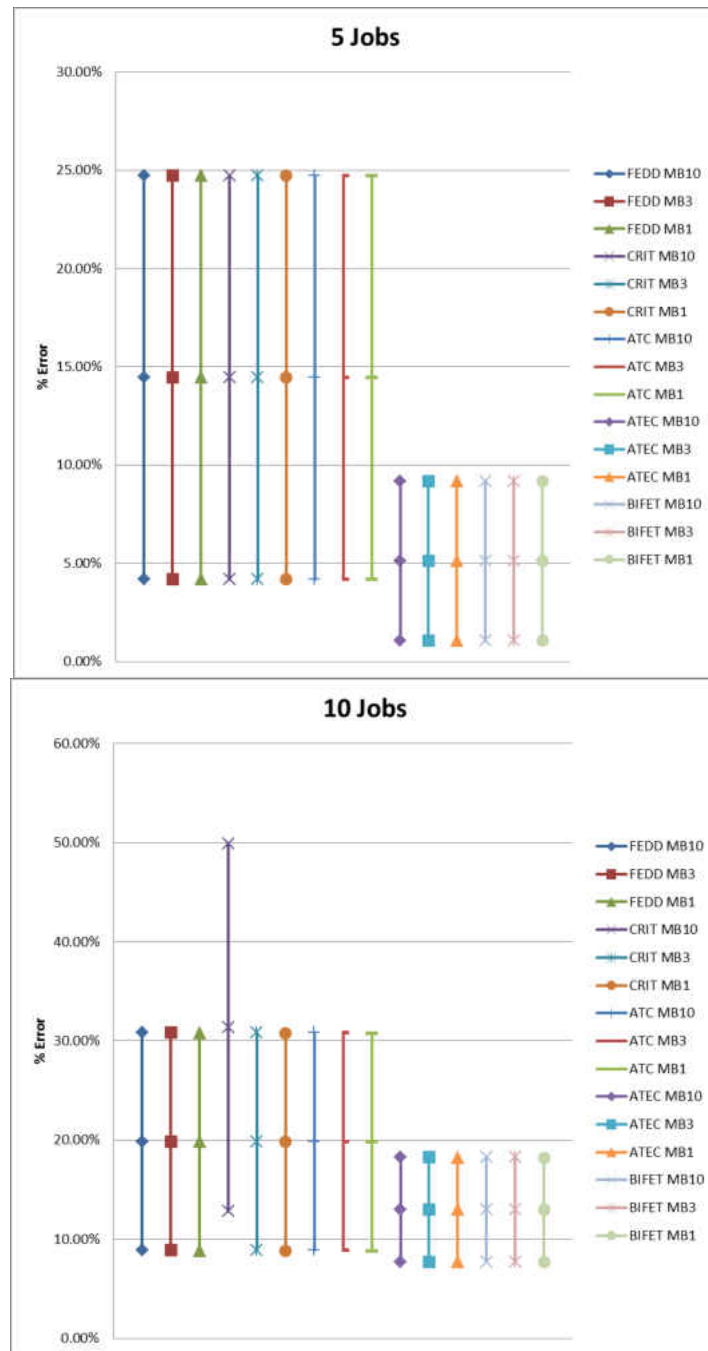 5 Jobs
30.00%
25.00%
20.00%
15.00%
10.00%
5.00%
0.00%
% Error
FEDD MB10
FEDD MB3
FEDD MB1
CRIT MB10
CRIT MB3
CRIT MB1
ATC MB10
ATC MB3
ATC MB1
ATEC MB10
ATEC MB3
ATEC MB1
BIFET MB10
BIFET MB3
BIFET MB1
10 Jobs
60.00%
50.00%
40.00%
30.00%
20.00%
10.00%
0.00%
% Error
FEDD MB10
FEDD MB3
FEDD MB1
CRIT MB10
CRIT MB3
CRIT MB1
ATC MB10
ATC MB3
ATC MB1
ATEC MB10
ATEC MB3
ATEC MB1
BIFET MB10
BIFET MB3
BIFET MB1